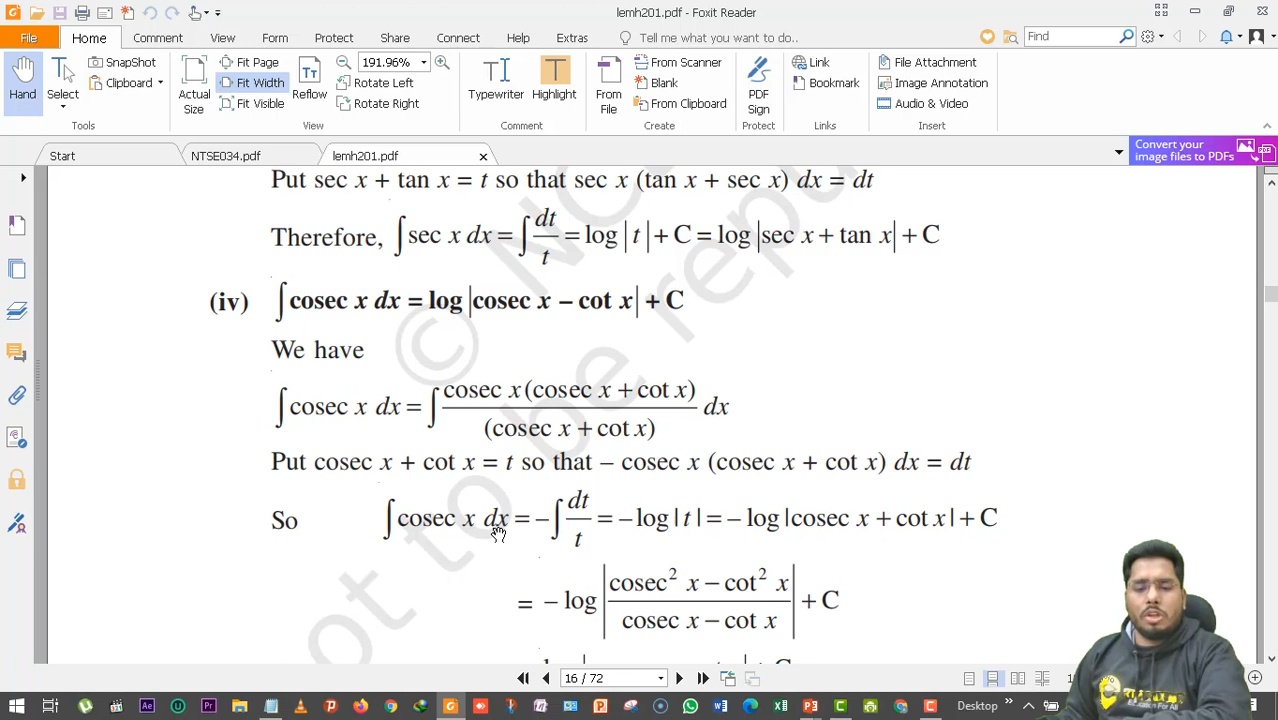 lemh201.pdf - Foxit Reader
File Home Comment View Form Protect Share Connect Help Extras Tell me what you want to do... Find
Hand Select SnapShot Clipboard Actual Size Fit Page Fit Width Fit Visible Reflow 191.96% Rotate Left Rotate Right Typewriter Highlight From File From Scanner Blank From Clipboard PDF Sign Link Bookmark File Attachment Image Annotation Audio & Video
Tools View Comment Create Protect Links Insert
Start NTSE034.pdf lemh201.pdf Convert your image files to PDFs
Put sec x + tan x = t so that sec x (tan x + sec x) dx = dt
Therefore, ∫ sec x dx = ∫ dt/t = log |t| + C = log |sec x + tan x| + C
(iv) ∫ cosec x dx = log |cosec x – cot x| + C
We have
∫ cosec x dx = ∫ cosec x (cosec x + cot x) / (cosec x + cot x) dx
Put cosec x + cot x = t so that – cosec x (cosec x + cot x) dx = dt
So ∫ cosec x dx = – ∫ dt/t = – log |t| = – log |cosec x + cot x| + C
= – log |cosec² x – cot² x / cosec x – cot x| + C
not to be republ
© NC
16 / 72
Desktop